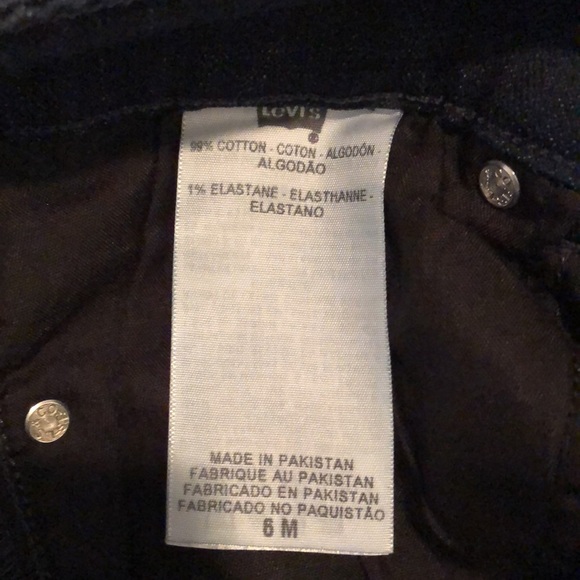 LEVI'S
®
99% COTTON - COTON - ALGODÓN -
ALGODÃO
1% ELASTANE - ELASTHANNE -
ELASTANO
MADE IN PAKISTAN
FABRIQUE AU PAKISTAN
FABRICADO EN PAKISTAN
FABRICADO NO PAQUISTÃO
6 M